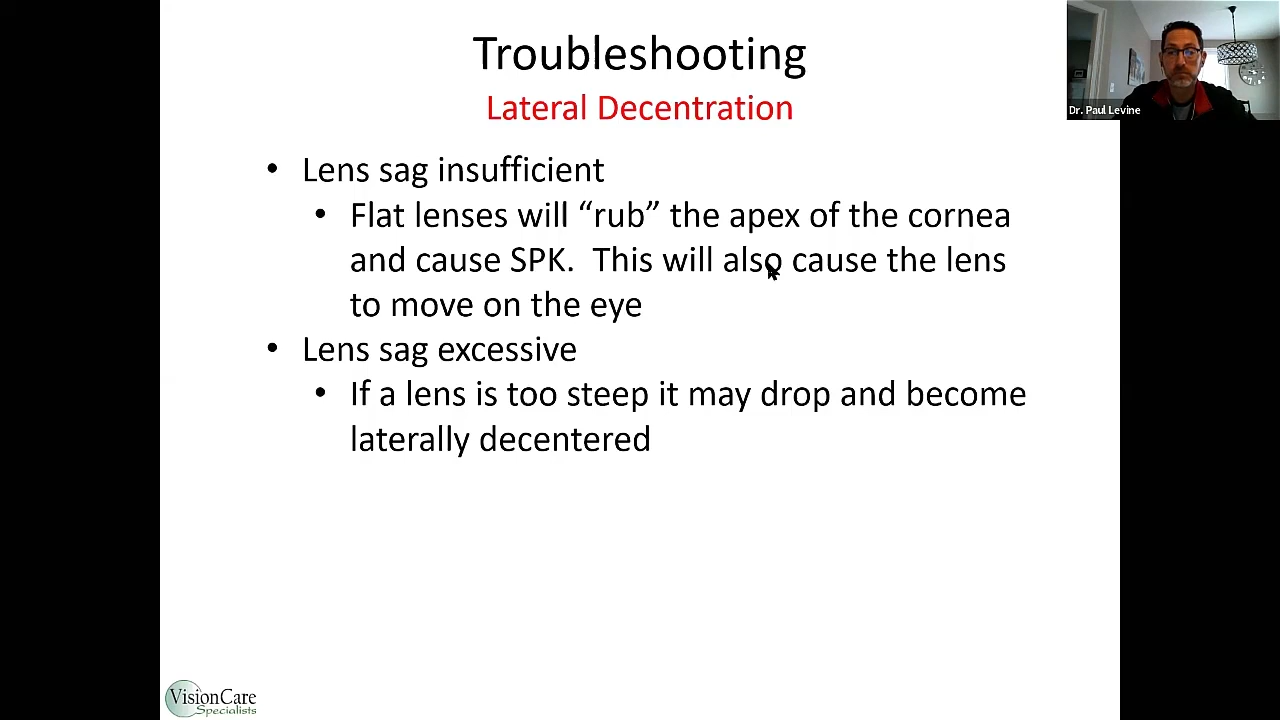 Troubleshooting
Lateral Decentration
• Lens sag insufficient
• Flat lenses will “rub” the apex of the cornea
and cause SPK.  This will also cause the lens
to move on the eye
• Lens sag excessive
• If a lens is too steep it may drop and become
laterally decentered
Dr. Paul Levine
VisionCare
Specialists